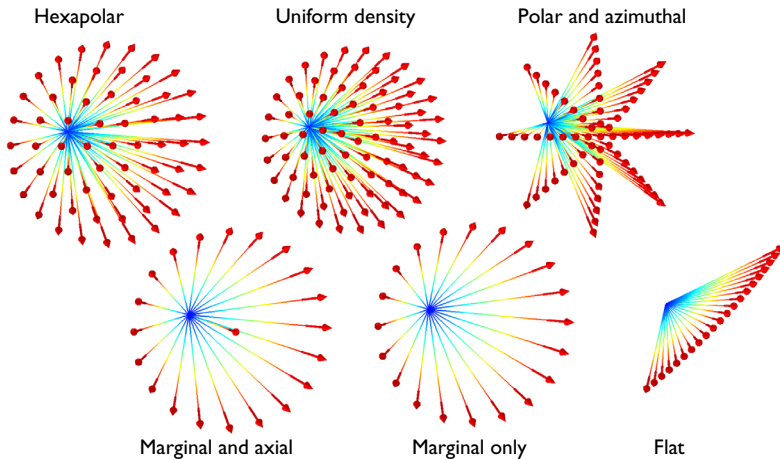 Hexapolar
Uniform density
Polar and azimuthal
Marginal and axial
Marginal only
Flat